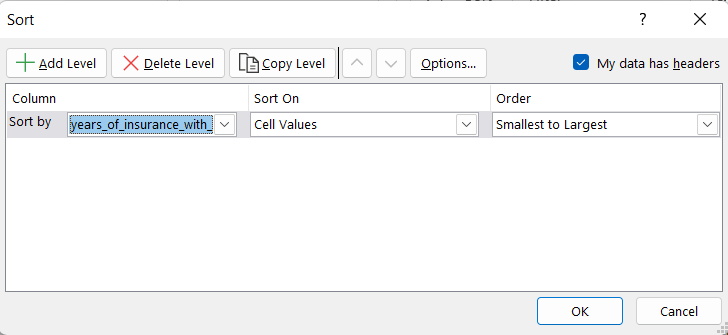 Sort
?
Add Level Delete Level Copy Level Options... My data has headers
Column Sort On Order
Sort by years_of_insurance_with_ Cell Values Smallest to Largest
OK Cancel